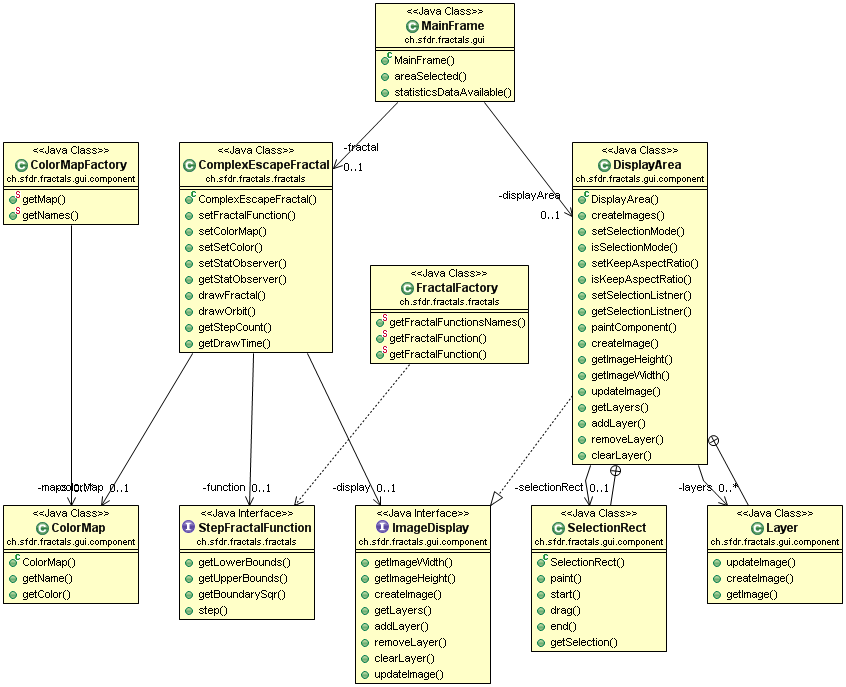 <<Java Class>>
MainFrame
ch.sfdr.fractals.gui
MainFrame()
areaSelected()
statisticsDataAvailable()
-fractal
0..1
-displayArea
0..1
<<Java Class>>
ColorMapFactory
ch.sfdr.fractals.gui.component
getMap()
getNames()
<<Java Class>>
ComplexEscapeFractal
ch.sfdr.fractals.fractals
ComplexEscapeFractal()
setFractalFunction()
setColorMap()
setSetColor()
setStatObserver()
getStatObserver()
drawFractal()
drawOrbit()
getStepCount()
getDrawTime()
<<Java Class>>
FractalFactory
ch.sfdr.fractals.fractals
getFractalFunctionsNames()
getFractalFunction()
getFractalFunction()
<<Java Class>>
DisplayArea
ch.sfdr.fractals.gui.component
DisplayArea()
createImages()
setSelectionMode()
isSelectionMode()
setKeepAspectRatio()
isKeepAspectRatio()
setSelectionListner()
getSelectionListner()
paintComponent()
createImage()
getImageHeight()
getImageWidth()
updateImage()
getLayers()
addLayer()
removeLayer()
clearLayer()
0..1
-function 0..1
-display 0..1
-selectionRect 0..1
-layers 0..*
<<Java Class>>
ColorMap
ch.sfdr.fractals.gui.component
ColorMap()
getName()
getColor()
<<Java Interface>>
StepFractalFunction
ch.sfdr.fractals.fractals
getLowerBounds()
getUpperBounds()
getBoundarySqr()
step()
<<Java Interface>>
ImageDisplay
ch.sfdr.fractals.gui.component
getImageWidth()
getImageHeight()
createImage()
getLayers()
addLayer()
removeLayer()
clearLayer()
updateImage()
<<Java Class>>
SelectionRect
ch.sfdr.fractals.gui.component
SelectionRect()
paint()
start()
drag()
end()
getSelection()
<<Java Class>>
Layer
ch.sfdr.fractals.gui.component
updateImage()
createImage()
getImage()